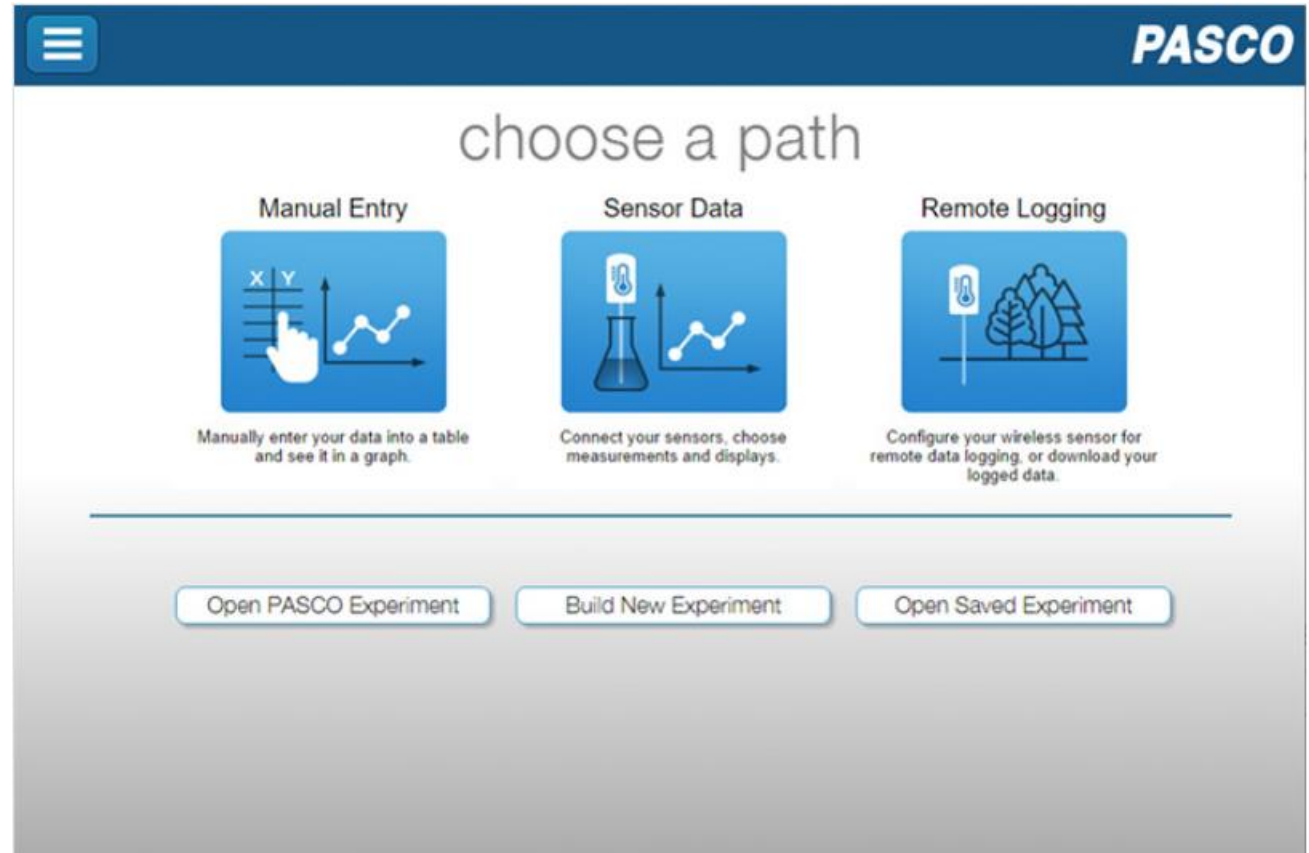 PASCO
choose a path
Manual Entry
Sensor Data
Remote Logging
X Y
Manually enter your data into a table
and see it in a graph.
Connect your sensors, choose
measurements and displays.
Configure your wireless sensor for
remote data logging, or download your
logged data.
Open PASCO Experiment
Build New Experiment
Open Saved Experiment